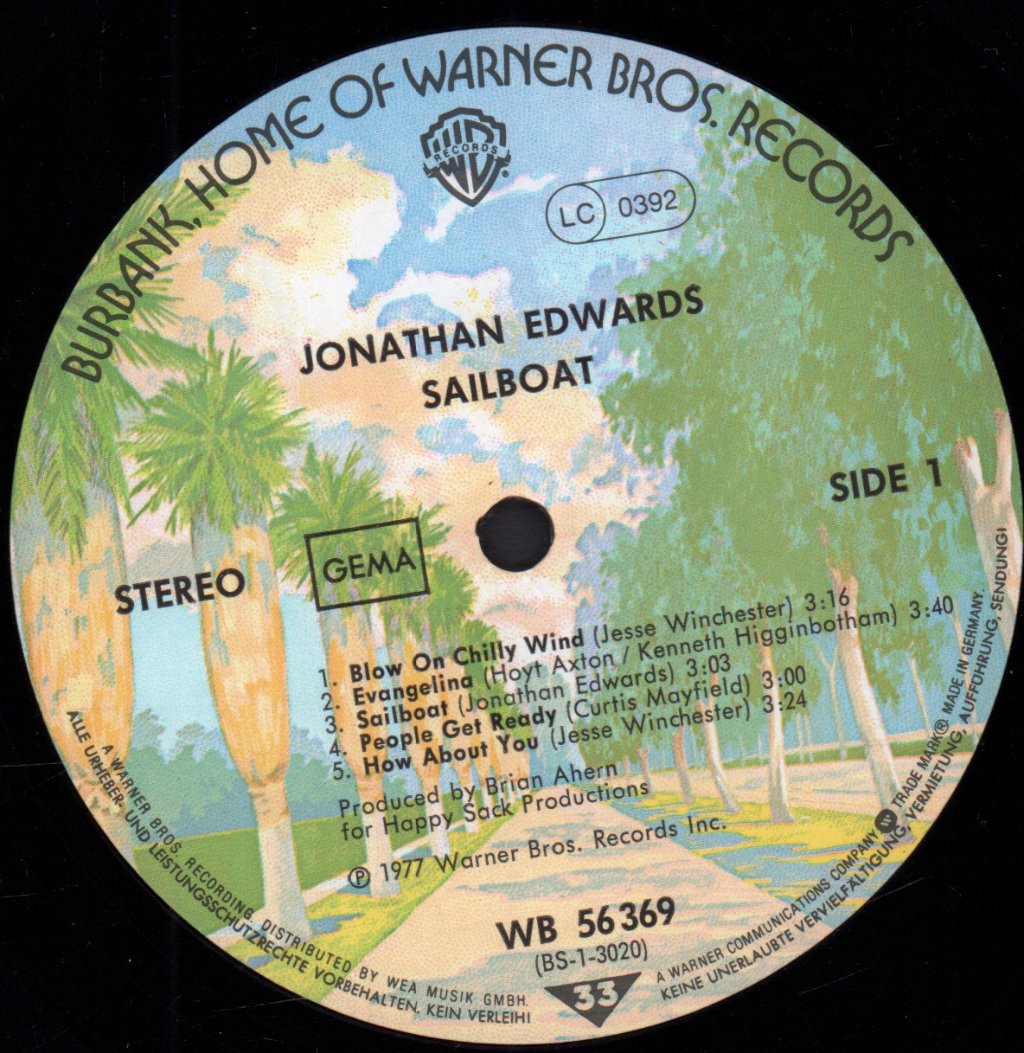 BURBANK, HOME OF WARNER BROS. RECORDS
WB
RECORDS
®
LC 0392
JONATHAN EDWARDS
SAILBOAT
SIDE 1
STEREO
GEMA
1. Blow On Chilly Wind (Jesse Winchester) 3:16
2. Evangelina (Hoyt Axton / Kenneth Higginbotham) 3:40
3. Sailboat (Jonathan Edwards) 3:03
4. People Get Ready (Curtis Mayfield) 3:00
5. How About You (Jesse Winchester) 3:24
Produced by Brian Ahern
for Happy Sack Productions
Ⓟ 1977 Warner Bros. Records Inc.
WB 56 369
(BS-1-3020)
33
A WARNER BROS. RECORDING, DISTRIBUTED BY WEA MUSIK GMBH. A WARNER COMMUNICATIONS COMPANY TRADE MARK® MADE IN GERMANY.
ALLE URHEBER- UND LEISTUNGSSCHUTZRECHTE VORBEHALTEN. KEIN VERLEIH! KEINE UNERLAUBTE VERVIELFÄLTIGUNG, VERMIETUNG, AUFFÜHRUNG, SENDUNG!